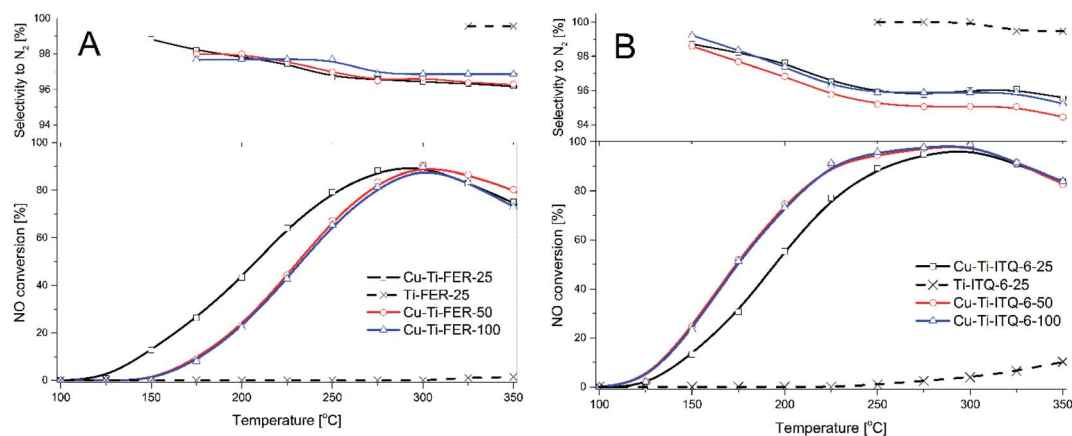 A
Selectivity to N2 [%]
100
98
96
94
NO conversion [%]
100
80
60
40
20
0
Cu-Ti-FER-25
Ti-FER-25
Cu-Ti-FER-50
Cu-Ti-FER-100
100 150 200 250 300 350
Temperature [°C]
B
Selectivity to N2 [%]
100
98
96
94
NO conversion [%]
100
80
60
40
20
0
Cu-Ti-ITQ-6-25
Ti-ITQ-6-25
Cu-Ti-ITQ-6-50
Cu-Ti-ITQ-6-100
100 150 200 250 300 350
Temperature [°C]